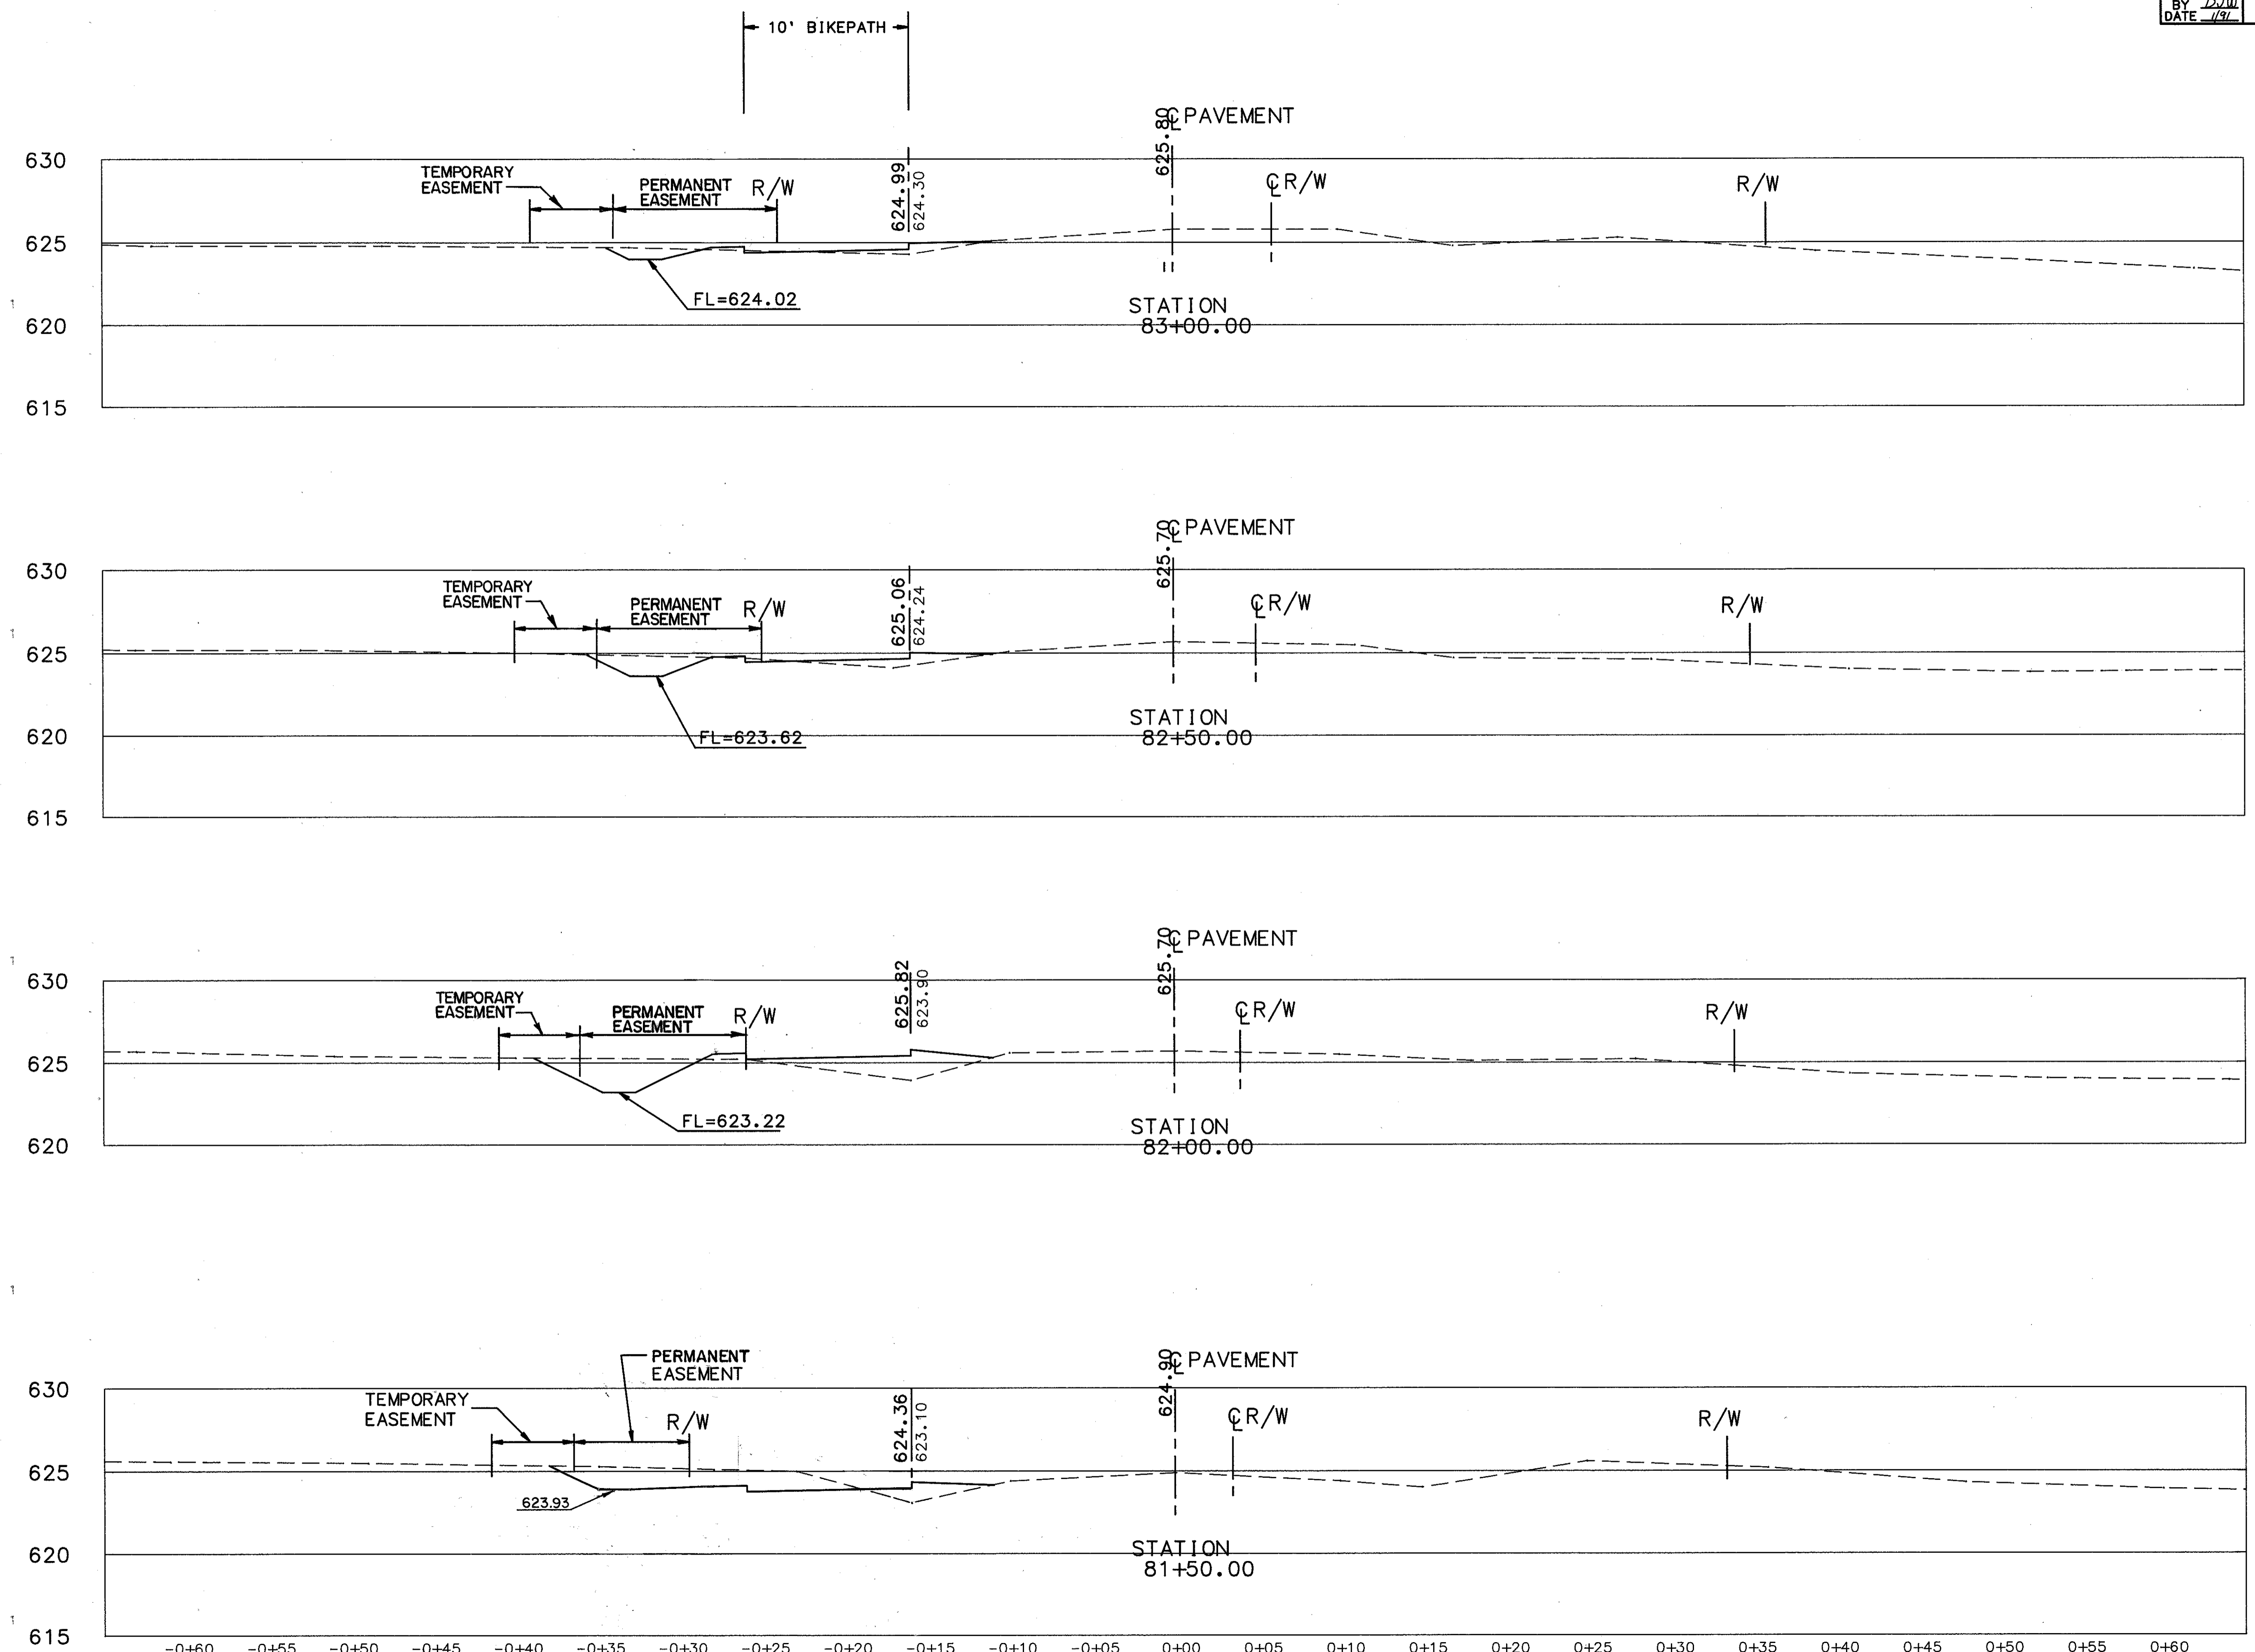 BY DJW
DATE 1/91
10' BIKEPATH
℄ PAVEMENT
625.80
630
TEMPORARY
EASEMENT
PERMANENT
EASEMENT
R/W
624.99
624.30
℄ R/W
R/W
625
FL=624.02
STATION
83+00.00
620
615
℄ PAVEMENT
625.70
630
TEMPORARY
EASEMENT
PERMANENT
EASEMENT
R/W
625.06
624.24
℄ R/W
R/W
625
FL=623.62
STATION
82+50.00
620
615
℄ PAVEMENT
625.70
630
TEMPORARY
EASEMENT
PERMANENT
EASEMENT
R/W
625.82
623.90
℄ R/W
R/W
625
FL=623.22
STATION
82+00.00
620
PERMANENT
EASEMENT
℄ PAVEMENT
624.90
630
TEMPORARY
EASEMENT
R/W
624.36
623.10
℄ R/W
R/W
625
623.93
STATION
81+50.00
620
615
-0+60 -0+55 -0+50 -0+45 -0+40 -0+35 -0+30 -0+25 -0+20 -0+15 -0+10 -0+05 0+00 0+05 0+10 0+15 0+20 0+25 0+30 0+35 0+40 0+45 0+50 0+55 0+60